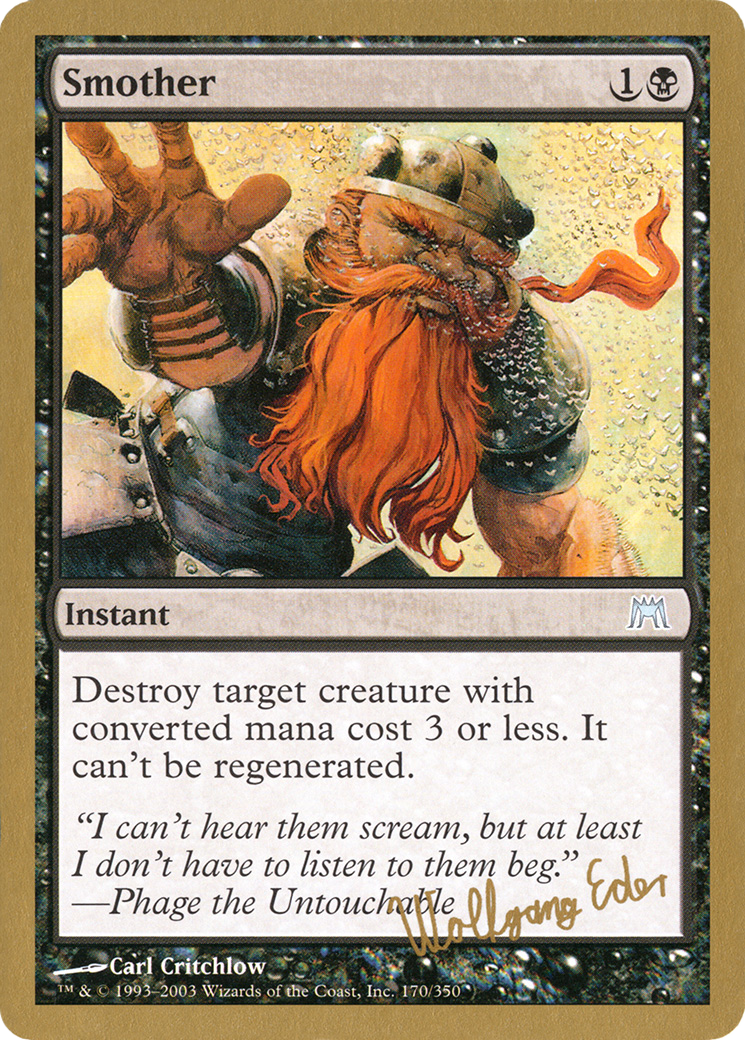 Smother 1
Instant
Destroy target creature with
converted mana cost 3 or less. It
can't be regenerated.
“I can't hear them scream, but at least
I don't have to listen to them beg.”
—Phage the Untouchable
Wolfgang Eder
Carl Critchlow
™ & © 1993–2003 Wizards of the Coast, Inc. 170/350